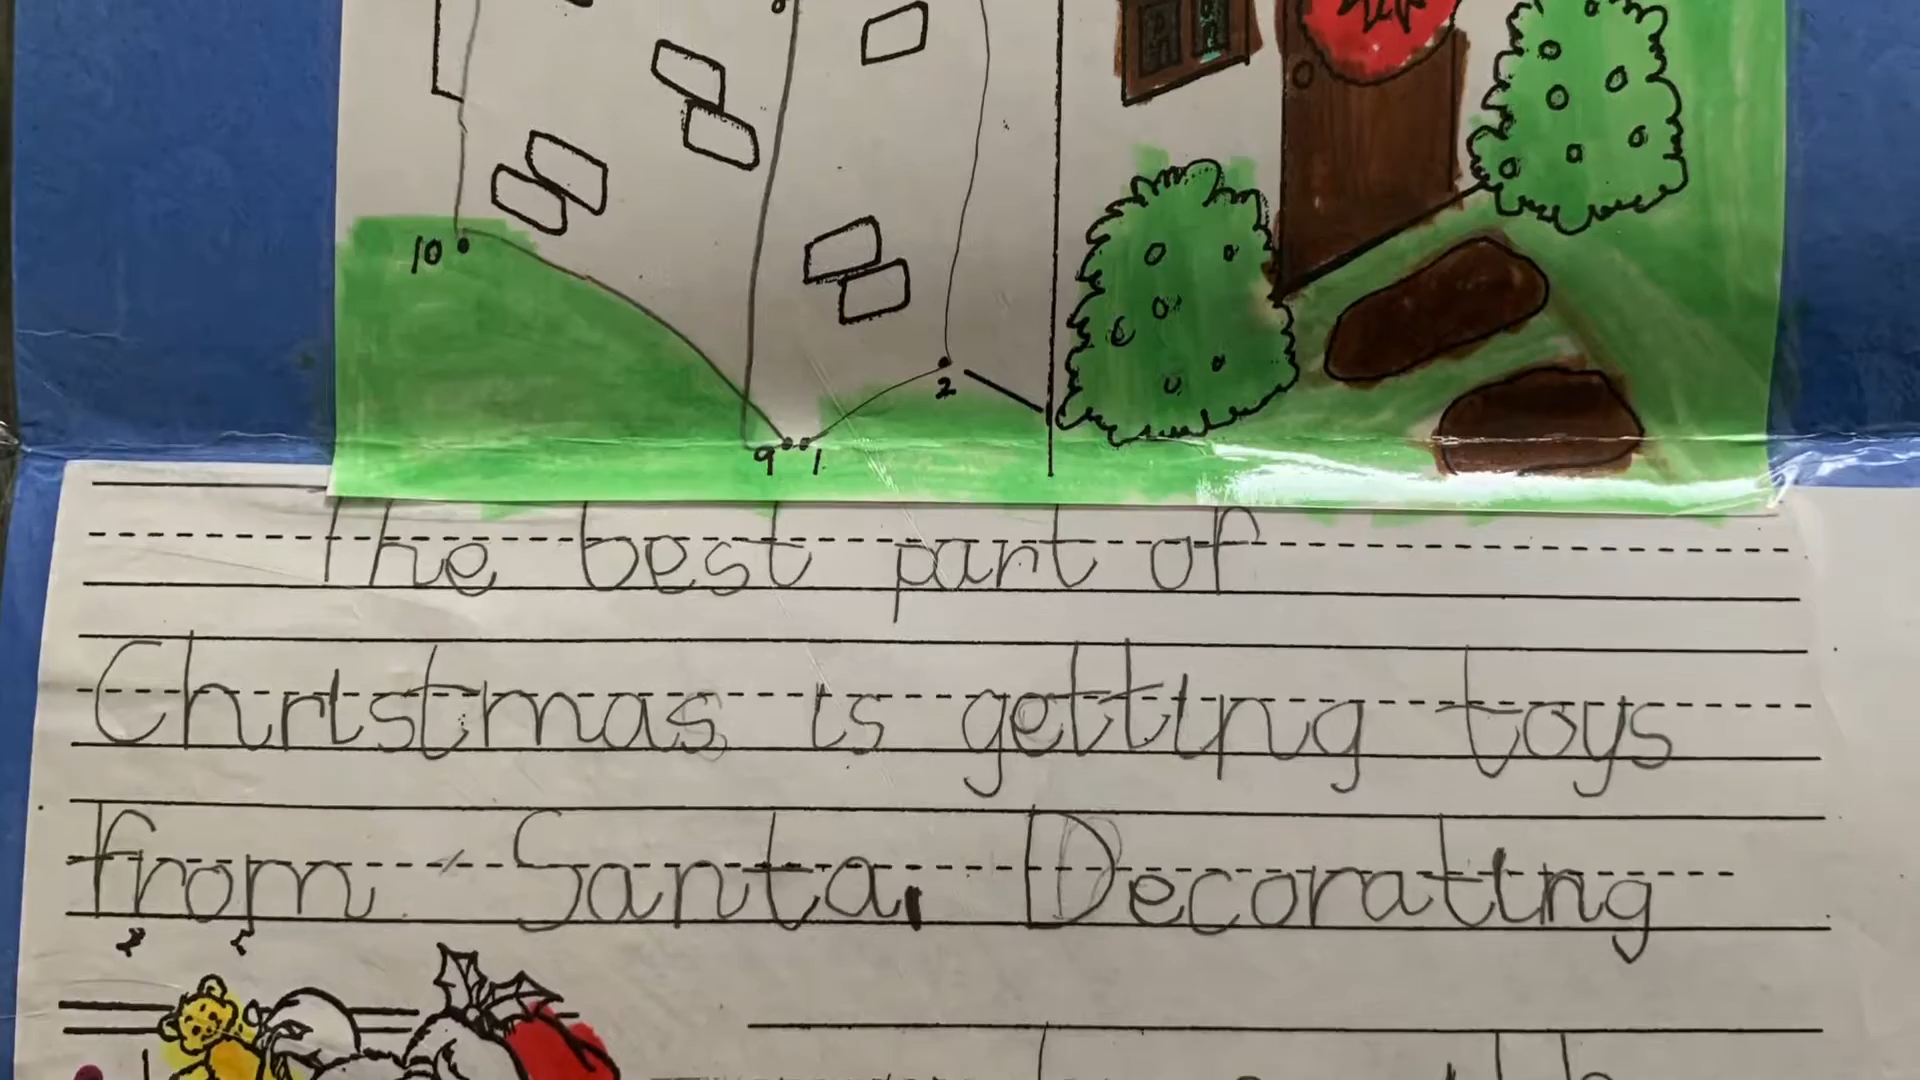 10
2
9 1
The best part of
Christmas is getting toys
from Santa. Decorating